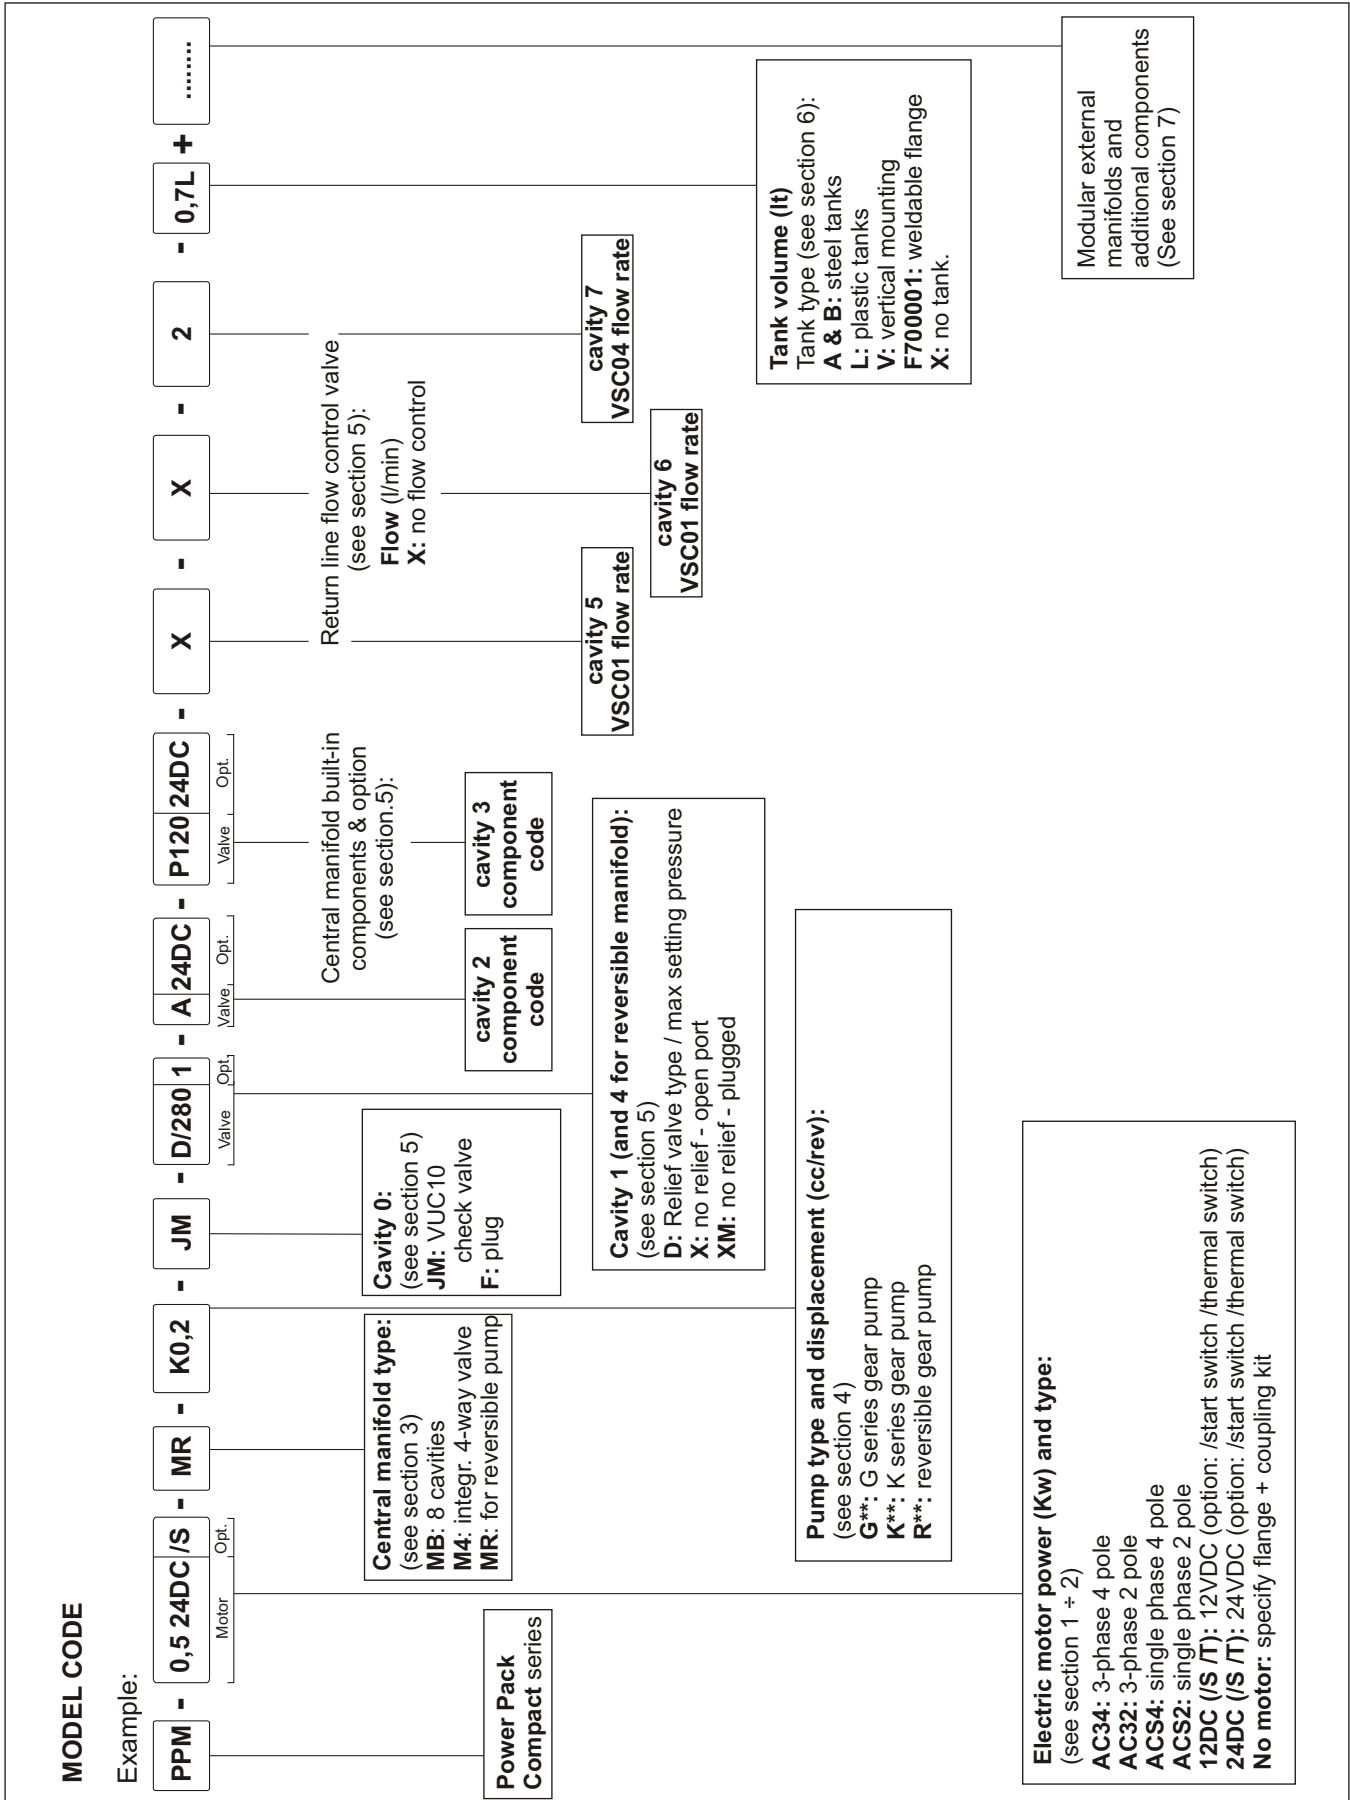 MODEL CODE
Example:
PPM - 0,5 24DC /S - MR - K0,2 - JM - D/280 1 - A 24DC - P120 24DC - X - X - 2 - 0,7L + ........
Motor Opt.
Valve Opt.
Valve Opt.
Valve Opt.
Power Pack
Compact series
Central manifold type:
(see section 3)
MB: 8 cavities
M4: integr. 4-way valve
MR: for reversible pump
Cavity 0:
(see section 5)
JM: VUC10
check valve
F: plug
Central manifold built-in
components & option
(see section.5):
cavity 2
component
code
cavity 3
component
code
Return line flow control valve
(see section 5):
Flow (l/min)
X: no flow control
cavity 5
VSC01 flow rate
cavity 6
VSC01 flow rate
cavity 7
VSC04 flow rate
Cavity 1 (and 4 for reversible manifold):
(see section 5)
D: Relief valve type / max setting pressure
X: no relief - open port
XM: no relief - plugged
Tank volume (lt)
Tank type (see section 6):
A & B: steel tanks
L: plastic tanks
V: vertical mounting
F700001: weldable flange
X: no tank.
Pump type and displacement (cc/rev):
(see section 4)
G**: G series gear pump
K**: K series gear pump
R**: reversible gear pump
Electric motor power (Kw) and type:
(see section 1 ÷ 2)
AC34: 3-phase 4 pole
AC32: 3-phase 2 pole
ACS4: single phase 4 pole
ACS2: single phase 2 pole
12DC (/S /T): 12VDC (option: /start switch /thermal switch)
24DC (/S /T): 24VDC (option: /start switch /thermal switch)
No motor: specify flange + coupling kit
Modular external
manifolds and
additional components
(See section 7)